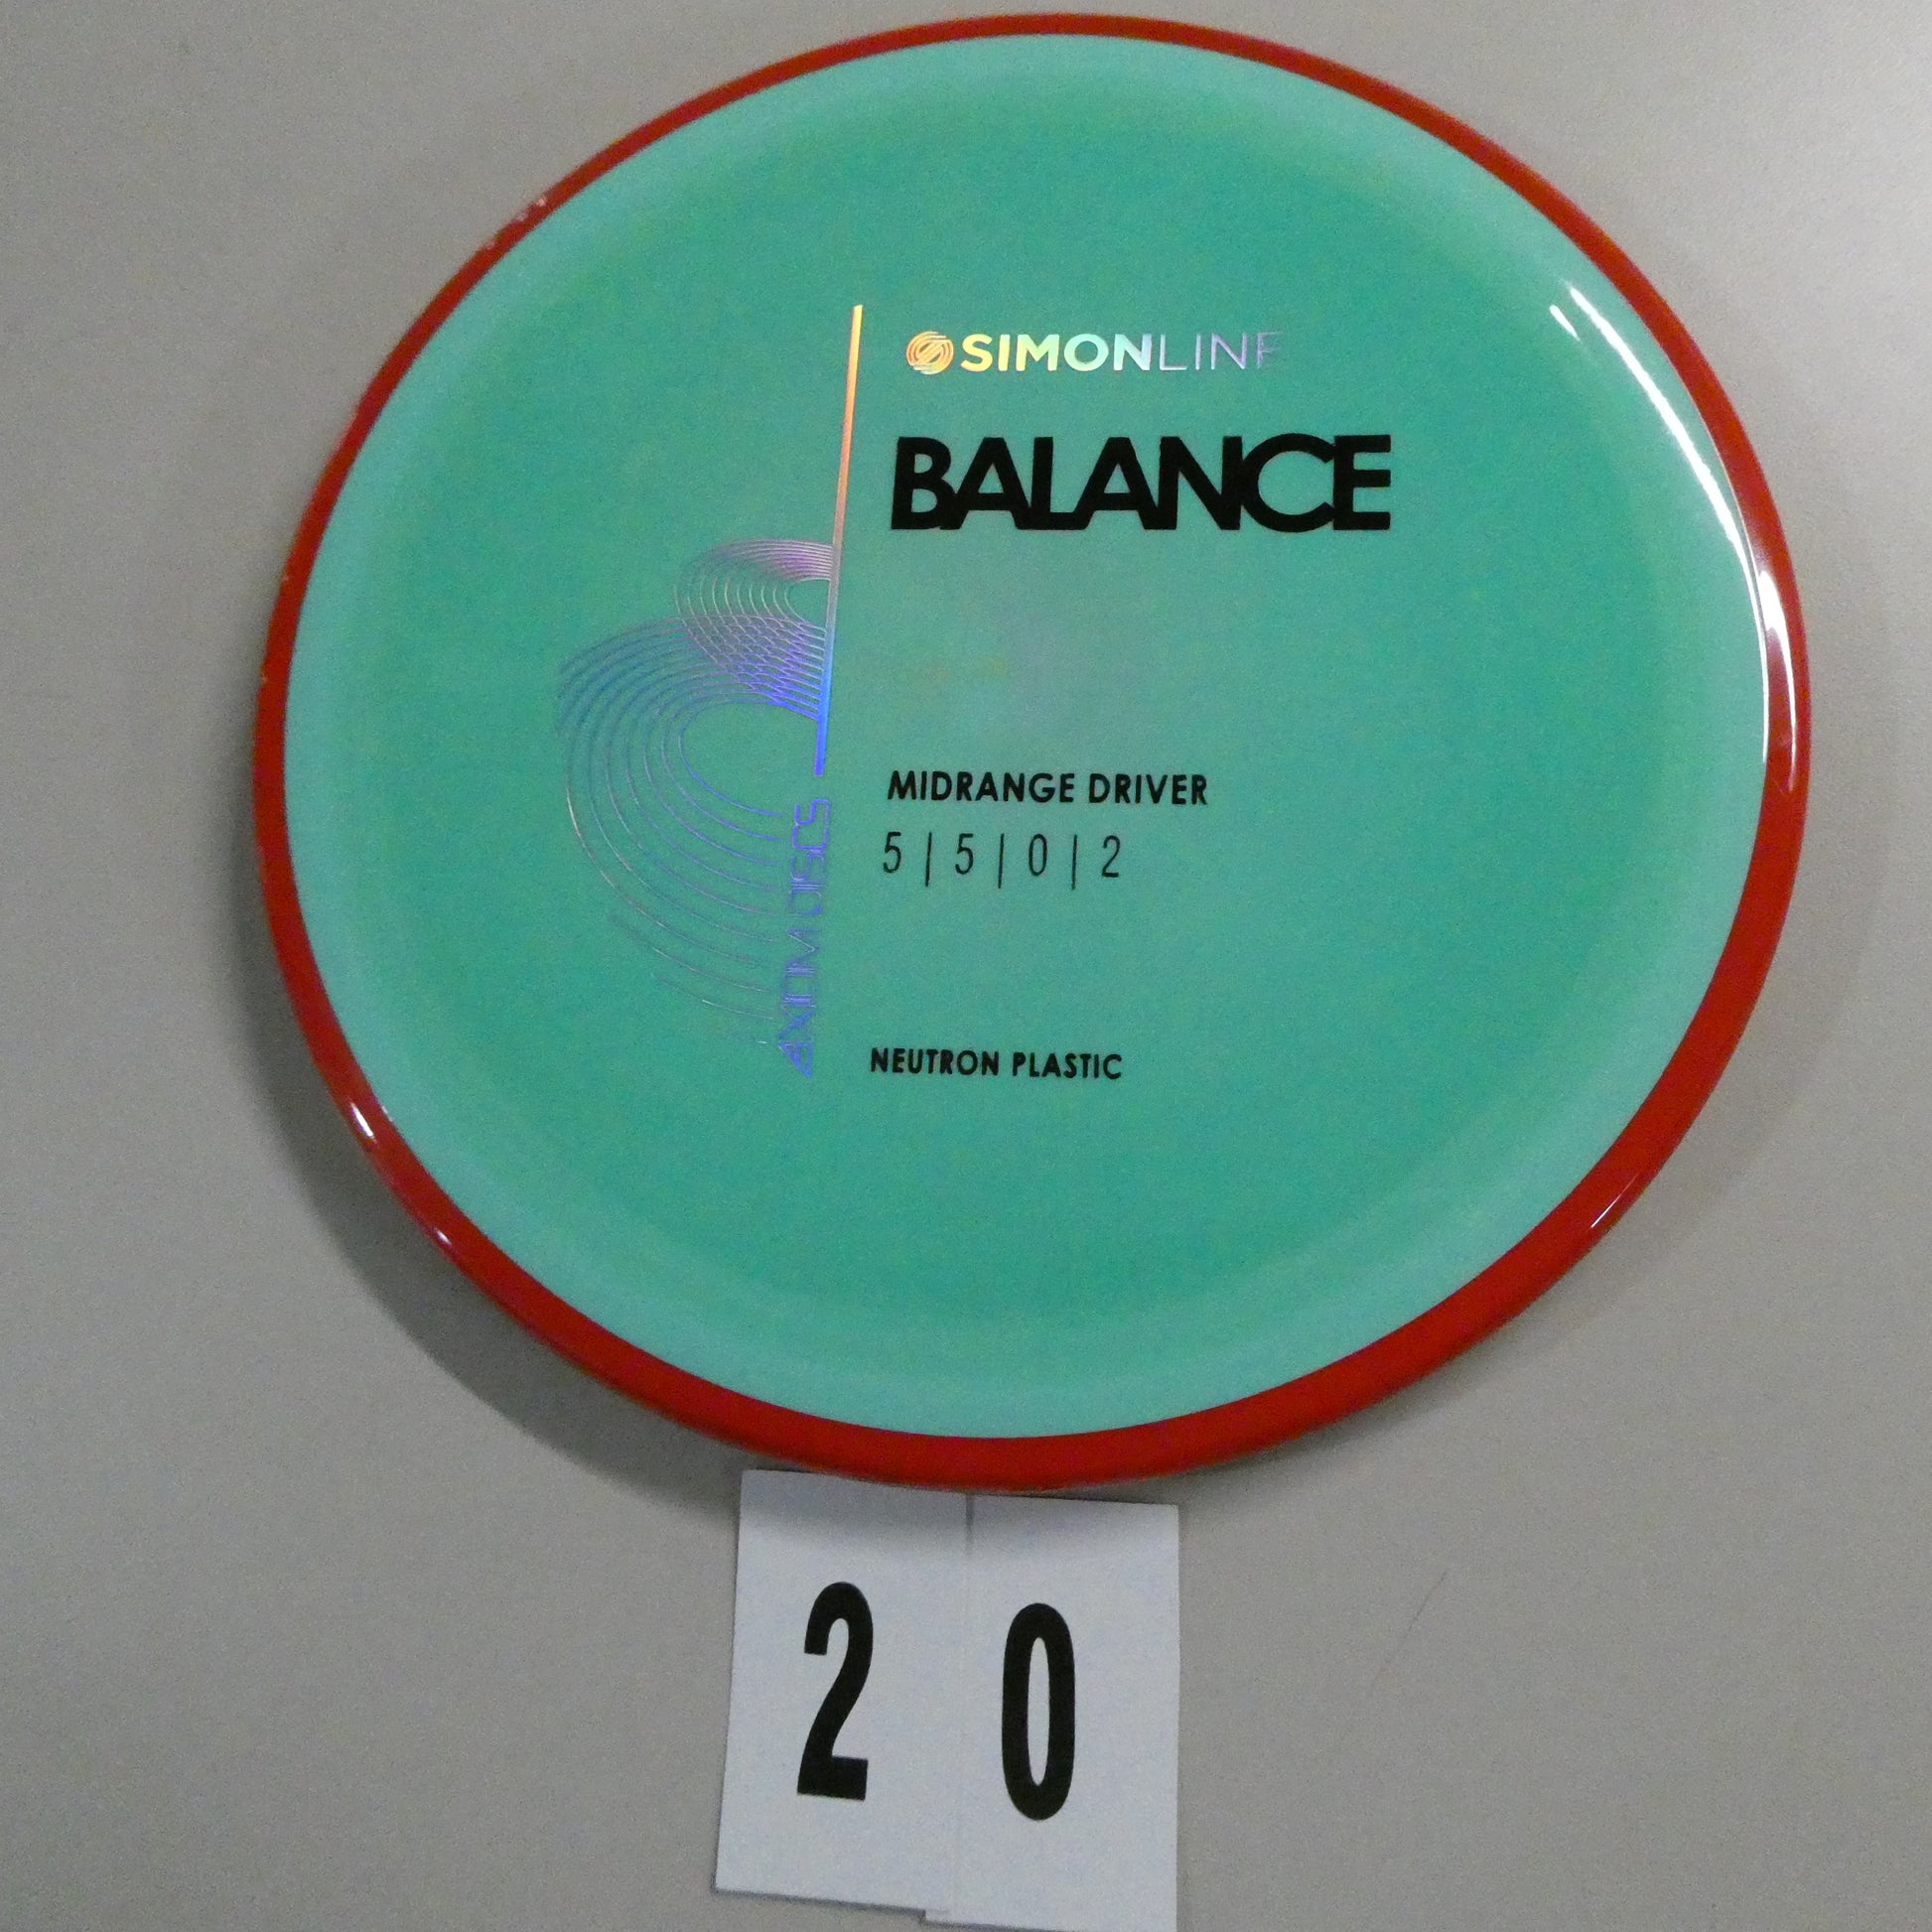 SIMONLINE
BALANCE
MIDRANGE DRIVER
5 | 5 | 0 | 2
AXIOM DISCS
NEUTRON PLASTIC
2 0